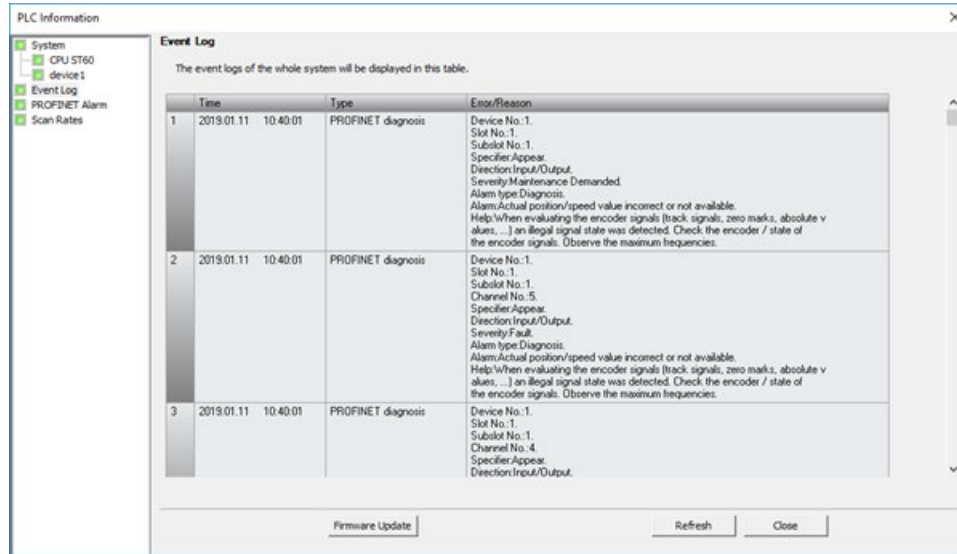 PLC Information
System
CPU ST60
device1
Event Log
PROFINET Alarm
Scan Rates
Event Log
The event logs of the whole system will be displayed in this table.
Time Type Error/Reason
1 2019.01.11 10:40:01 PROFINET diagnosis Device No.:1.
Slot No.:1.
Subslot No.:1.
Specifier:Appear.
Direction:Input/Output.
Severity:Maintenance Demanded.
Alarm type:Diagnosis.
Alarm:Actual position/speed value incorrect or not available.
Help:When evaluating the encoder signals (track signals, zero marks, absolute v
alues, ...) an illegal signal state was detected. Check the encoder / state of
the encoder signals. Observe the maximum frequencies.
2 2019.01.11 10:40:01 PROFINET diagnosis Device No.:1.
Slot No.:1.
Subslot No.:1.
Channel No.:5.
Specifier:Appear.
Direction:Input/Output.
Severity:Fault.
Alarm type:Diagnosis.
Alarm:Actual position/speed value incorrect or not available.
Help:When evaluating the encoder signals (track signals, zero marks, absolute v
alues, ...) an illegal signal state was detected. Check the encoder / state of
the encoder signals. Observe the maximum frequencies.
3 2019.01.11 10:40:01 PROFINET diagnosis Device No.:1.
Slot No.:1.
Subslot No.:1.
Channel No.:4.
Specifier:Appear.
Direction:Input/Output.
Firmware Update Refresh Close